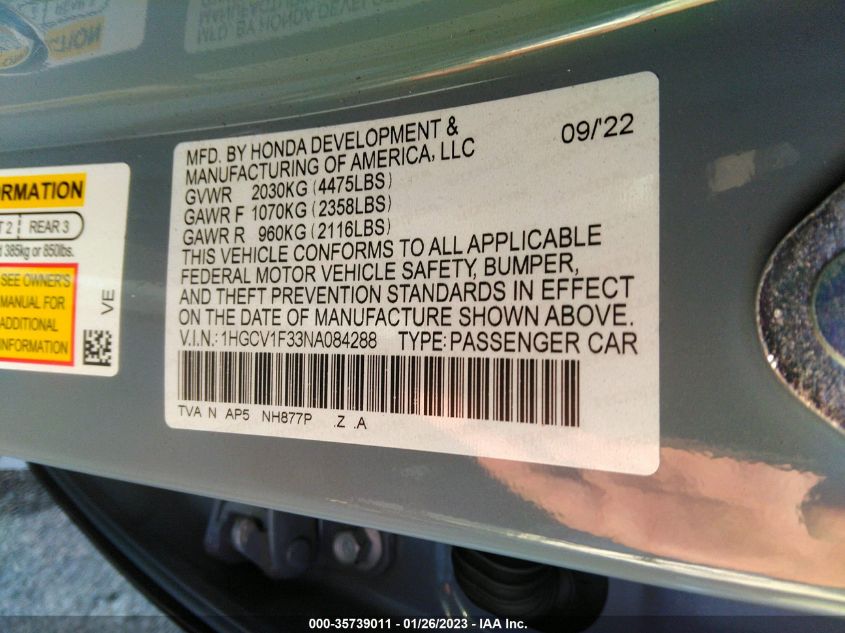 MFD. BY HONDA DEVELOPMENT &
MANUFACTURING OF AMERICA, LLC
09/'22
GVWR 2030KG (4475LBS)
GAWR F 1070KG (2358LBS)
GAWR R 960KG (2116LBS)
THIS VEHICLE CONFORMS TO ALL APPLICABLE
FEDERAL MOTOR VEHICLE SAFETY, BUMPER,
AND THEFT PREVENTION STANDARDS IN EFFECT
ON THE DATE OF MANUFACTURE SHOWN ABOVE.
V.I.N.: 1HGCV1F33NA084288 TYPE: PASSENGER CAR
TVA N AP5 NH877P .Z .A
2 REAR 3
385kg or 850lbs.
SEE OWNER'S
MANUAL FOR
ADDITIONAL
INFORMATION
VE
000-35739011 — 01/26/2023 — IAA Inc.